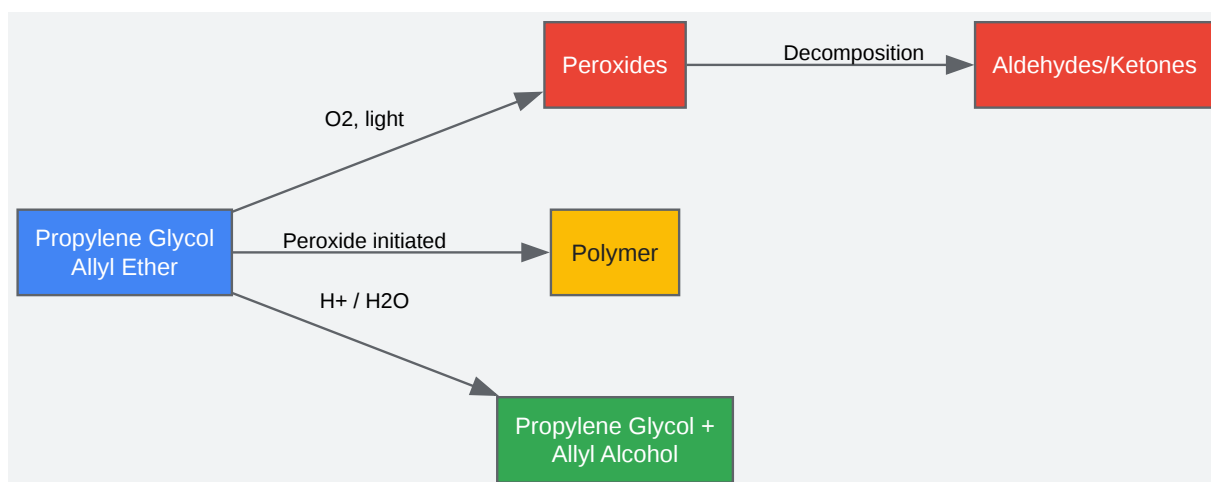 Peroxides
Decomposition
Aldehydes/Ketones
O2, light
Propylene Glycol
Allyl Ether
Peroxide initiated
Polymer
H+ / H2O
Propylene Glycol +
Allyl Alcohol